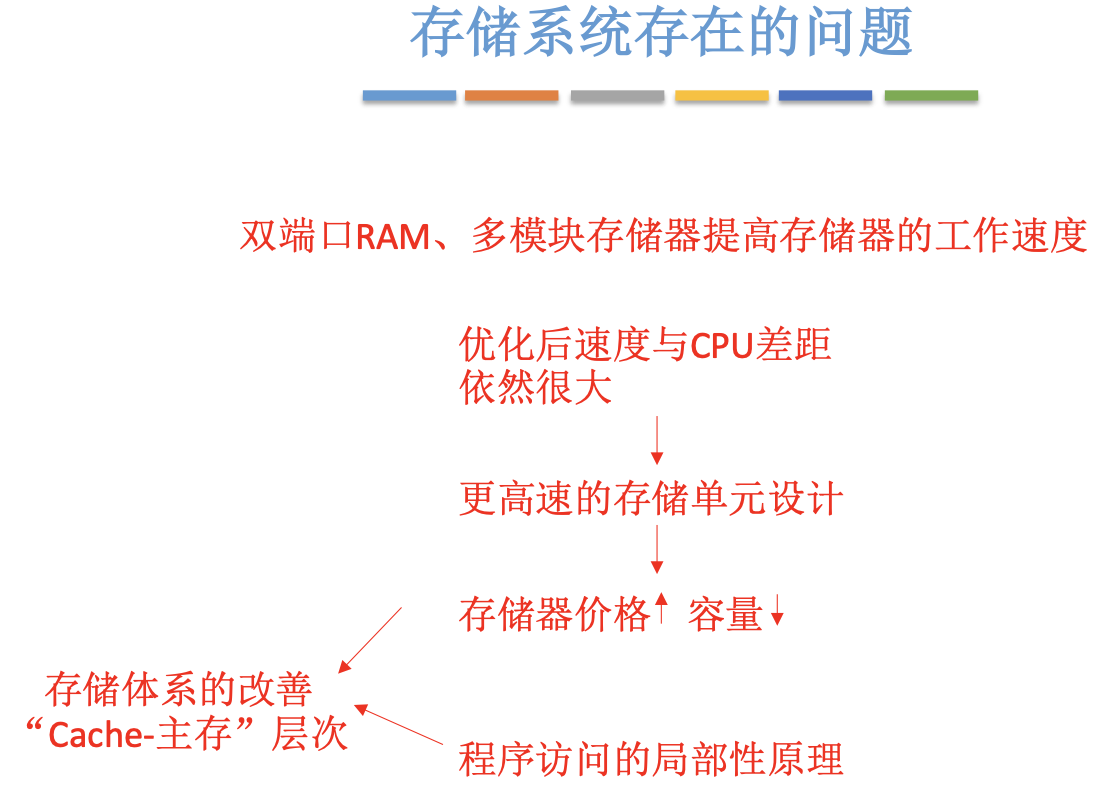 存储系统存在的问题
双端口RAM、多模块存储器提高存储器的工作速度
优化后速度与CPU差距
依然很大
更高速的存储单元设计
存储器价格 容量
存储体系的改善
“Cache-主存”层次
程序访问的局部性原理